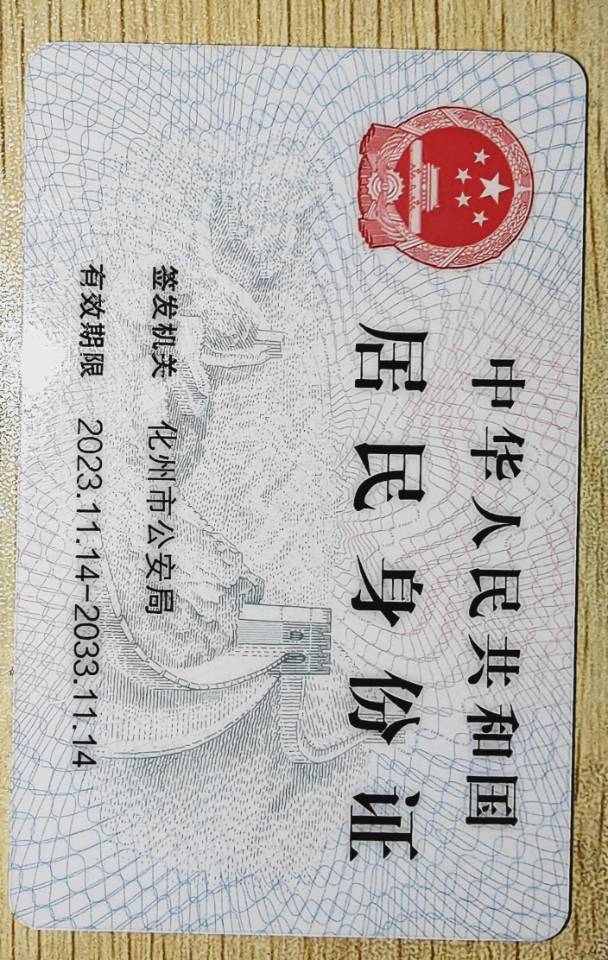 中华人民共和国
居民身份证
签发机关 化州市公安局
有效期限 2023.11.14-2033.11.14